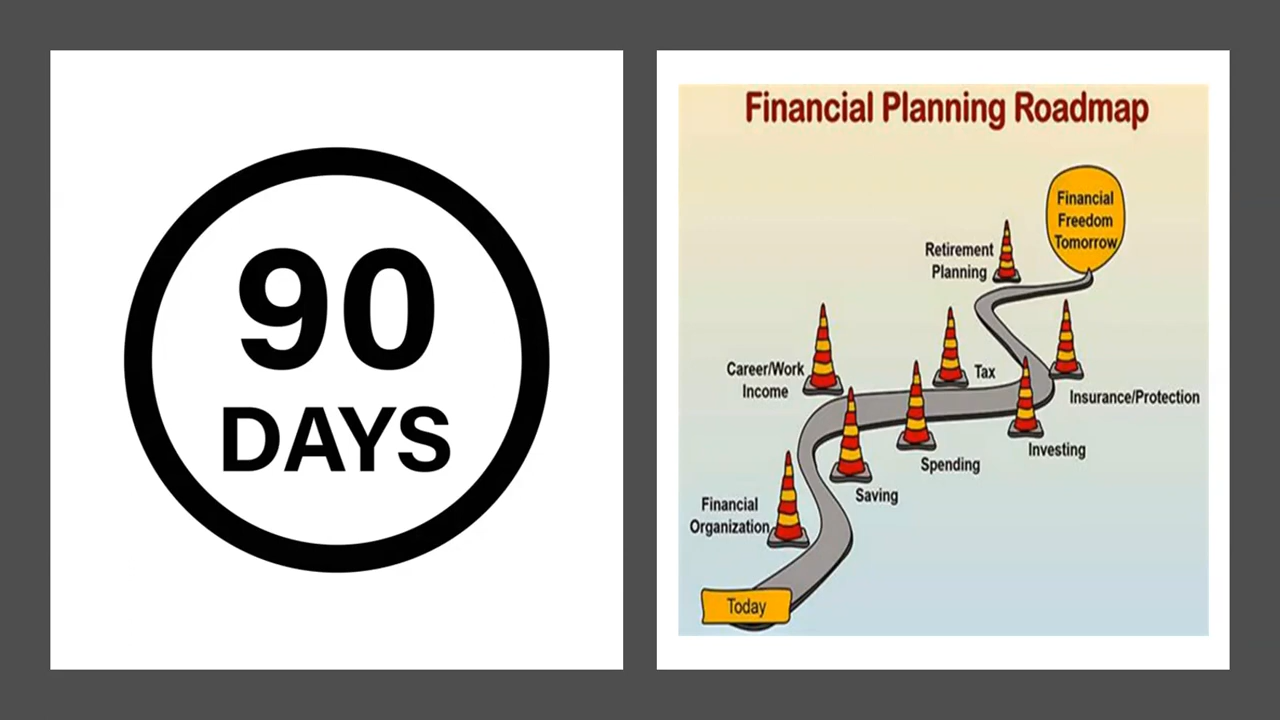 90
DAYS
Financial Planning Roadmap
Financial
Freedom
Tomorrow
Retirement
Planning
Career/Work
Income
Tax
Insurance/Protection
Investing
Spending
Saving
Financial
Organization
Today